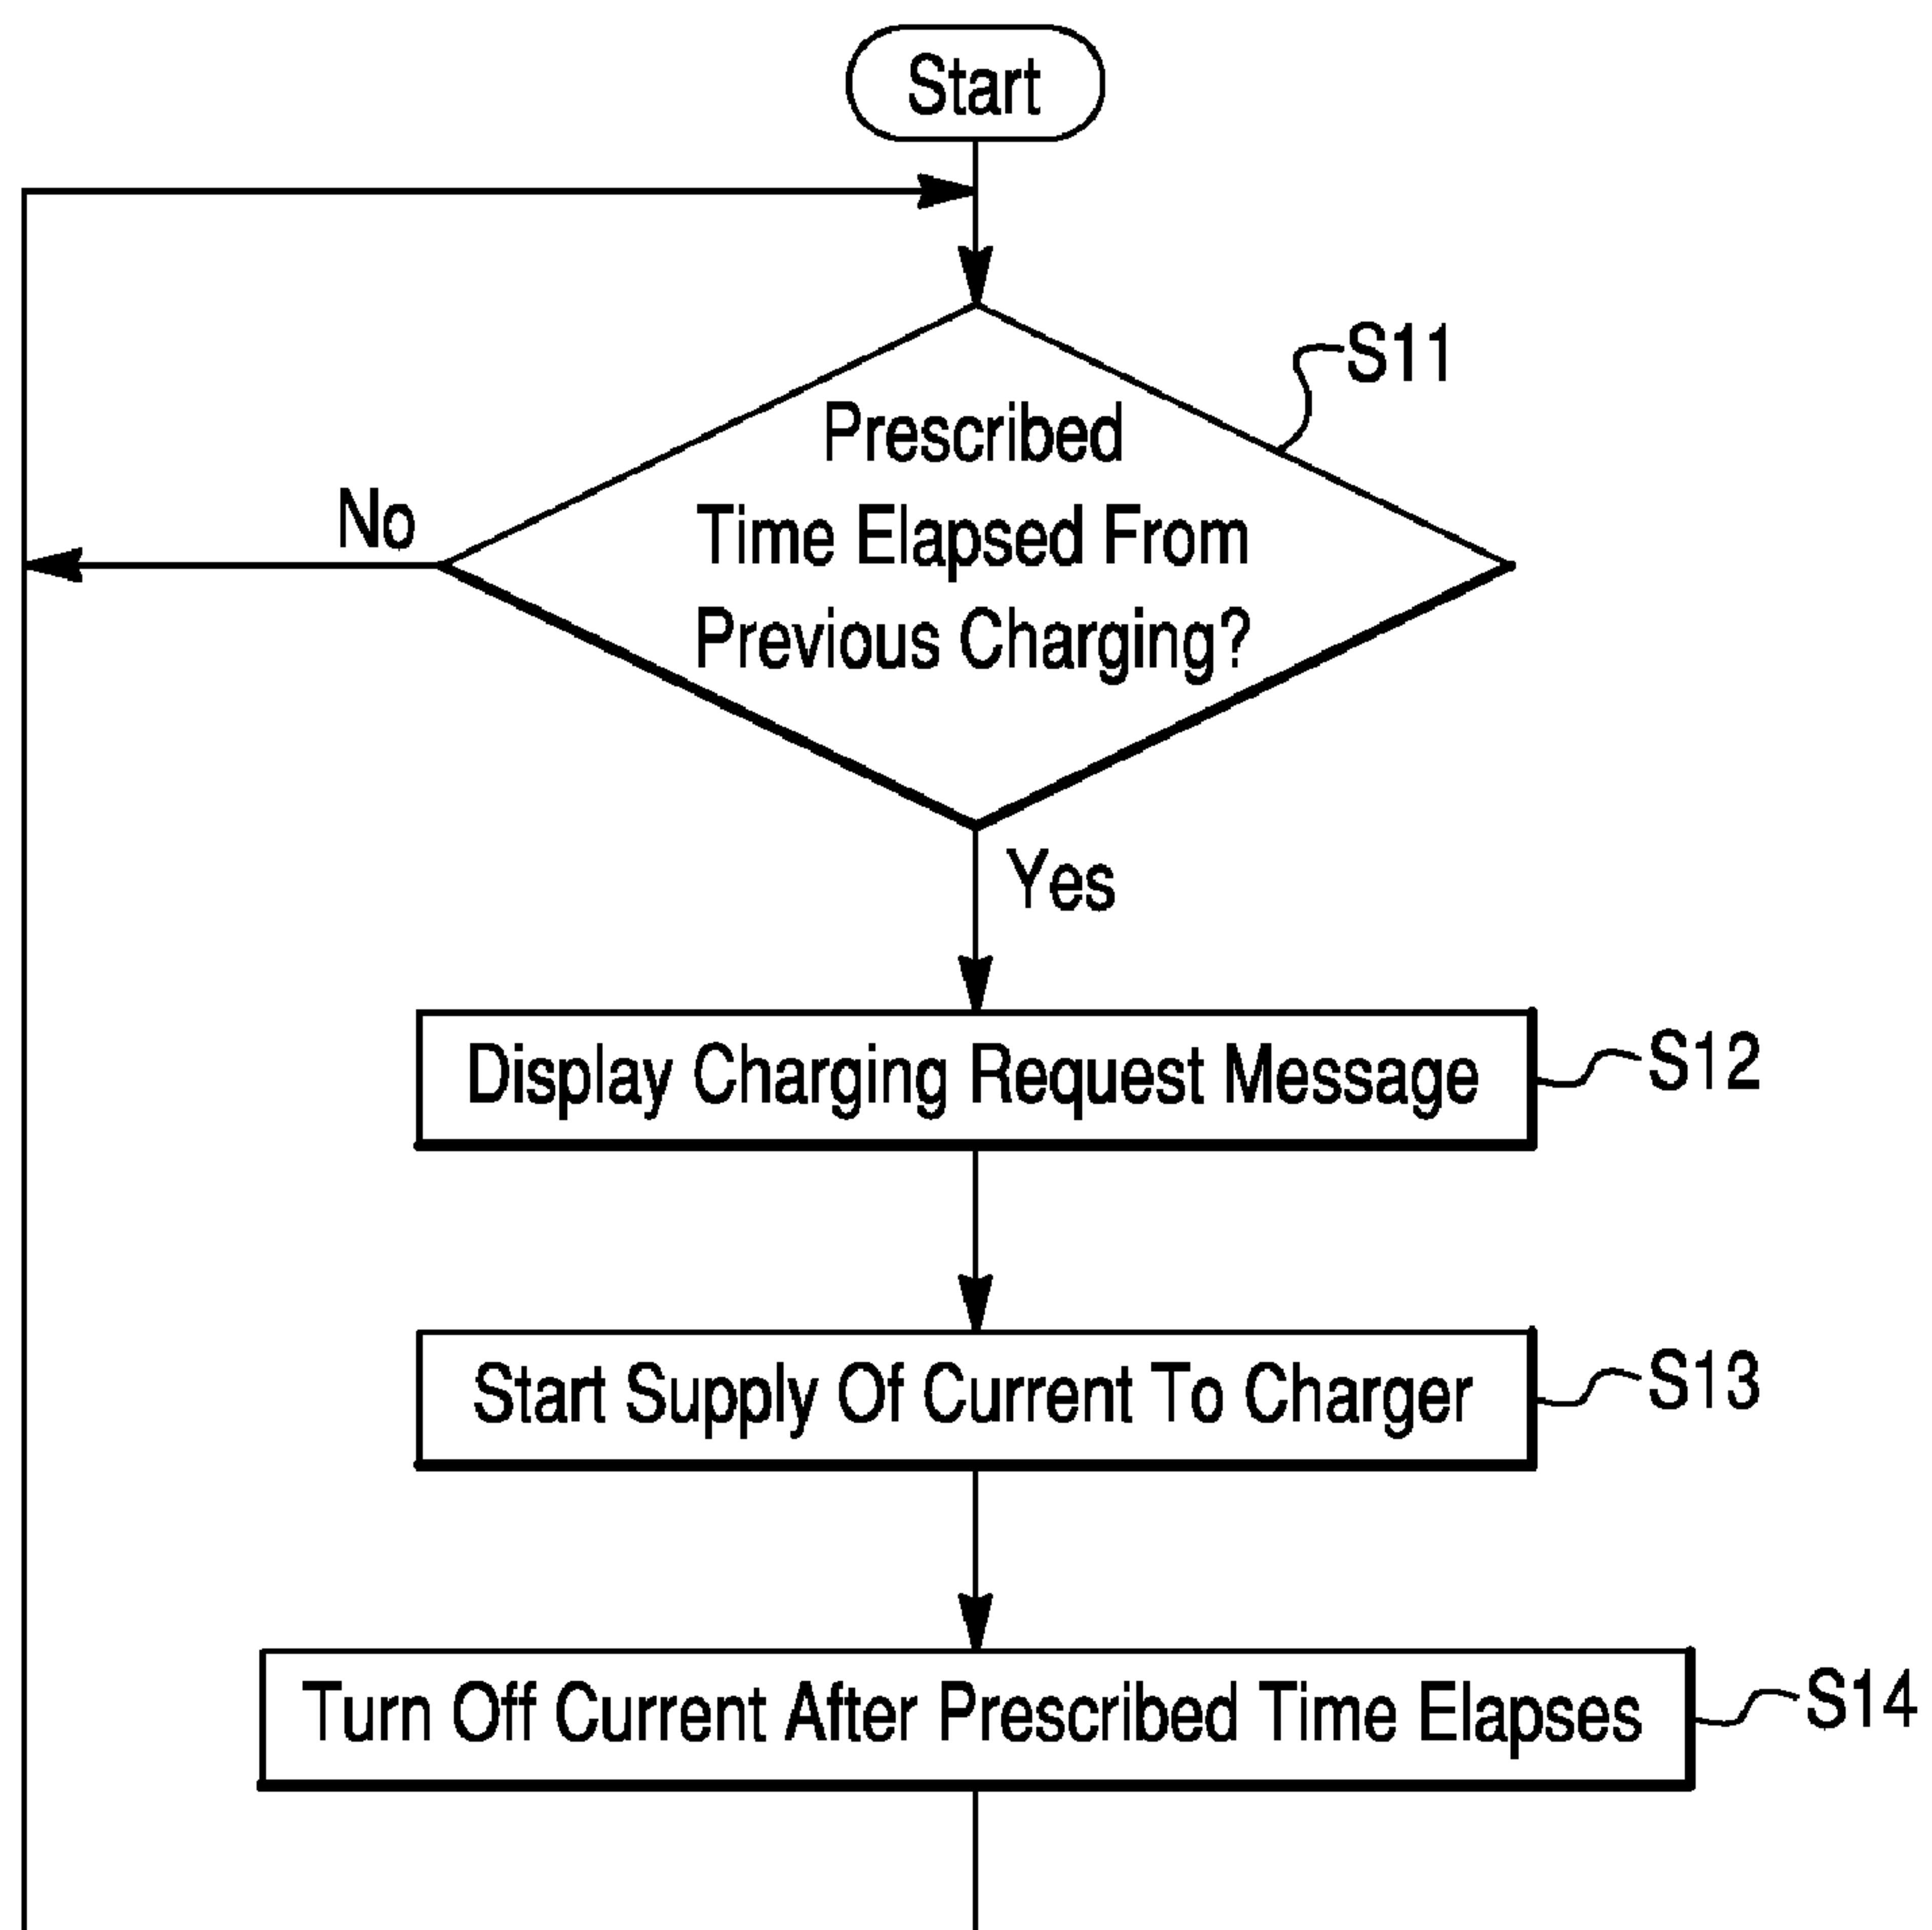 Start
S11
Prescribed
Time Elapsed From
Previous Charging?
No
Yes
Display Charging Request Message
S12
Start Supply Of Current To Charger
S13
Turn Off Current After Prescribed Time Elapses
S14